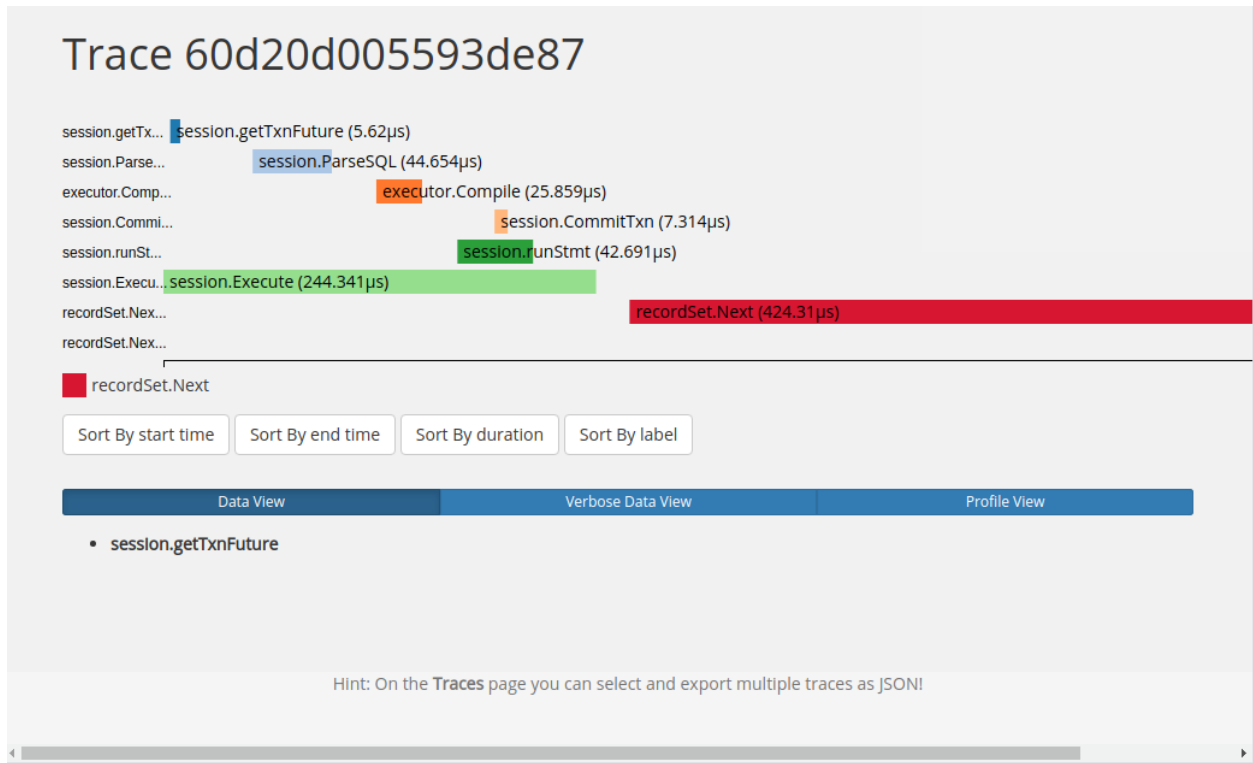 Trace 60d20d005593de87
session.getTx... session.getTxnFuture (5.62µs)
session.Parse... session.ParseSQL (44.654µs)
executor.Comp... executor.Compile (25.859µs)
session.Commi... session.CommitTxn (7.314µs)
session.runSt... session.runStmt (42.691µs)
session.Execu... session.Execute (244.341µs)
recordSet.Nex... recordSet.Next (424.31µs)
recordSet.Nex...
recordSet.Next
Sort By start time Sort By end time Sort By duration Sort By label
Data View Verbose Data View Profile View
• session.getTxnFuture
Hint: On the Traces page you can select and export multiple traces as JSON!